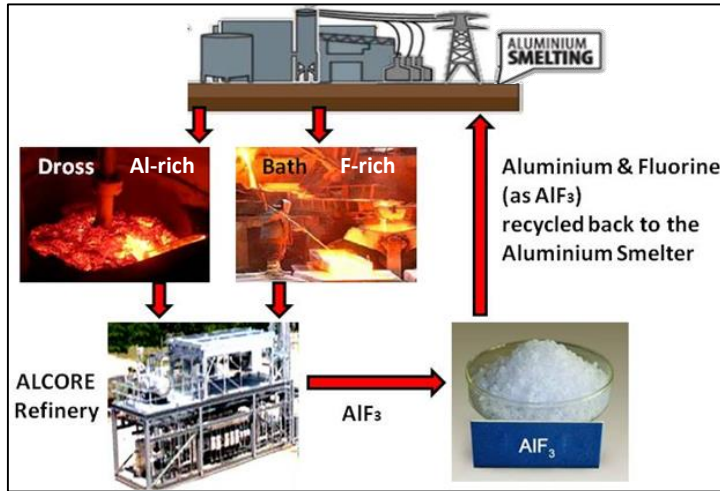 ALUMINIUM
SMELTING
Dross Al-rich
Bath F-rich
Aluminium & Fluorine
(as AlF₃)
recycled back to the
Aluminium Smelter
ALCORE
Refinery
AlF₃
AlF₃